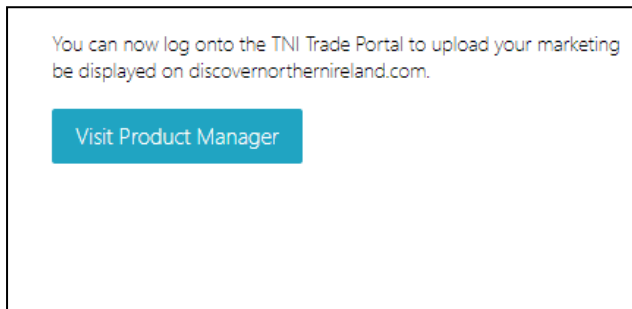 You can now log onto the TNI Trade Portal to upload your marketing
be displayed on discovernorthernireland.com.
Visit Product Manager